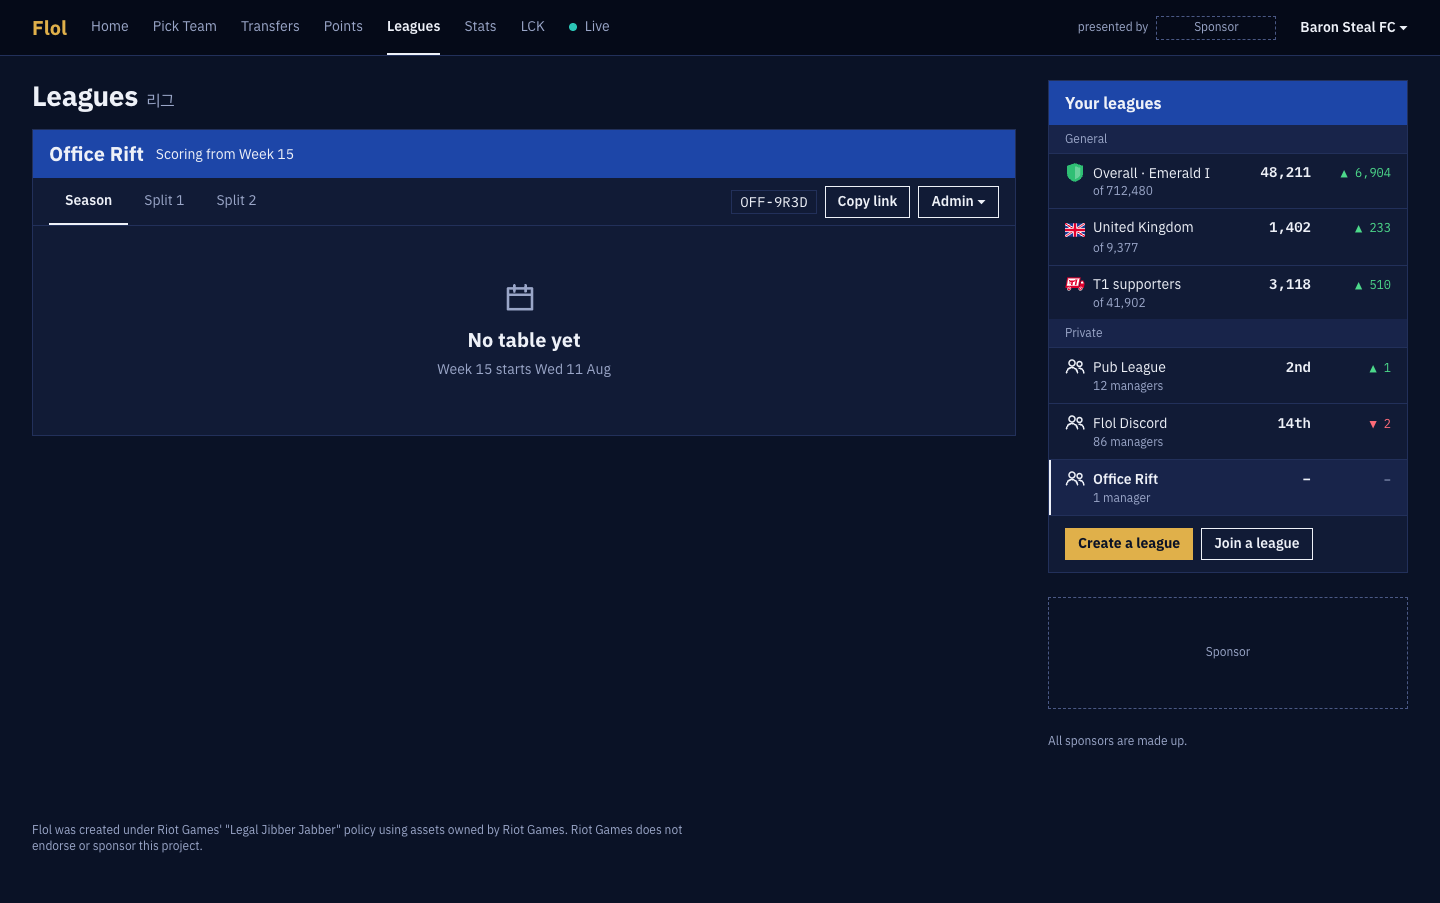 Flol Home Pick Team Transfers Points Leagues Stats LCK Live presented by Sponsor Baron Steal FC
Leagues 리그
Office Rift Scoring from Week 15
Season Split 1 Split 2 OFF-9R3D Copy link Admin
No table yet
Week 15 starts Wed 11 Aug
Your leagues
General
Overall · Emerald I 48,211 ▲ 6,904
of 712,480
United Kingdom 1,402 ▲ 233
of 9,377
T1 supporters 3,118 ▲ 510
of 41,902
Private
Pub League 2nd ▲ 1
12 managers
Flol Discord 14th ▼ 2
86 managers
Office Rift – –
1 manager
Create a league Join a league
Sponsor
All sponsors are made up.
Flol was created under Riot Games' "Legal Jibber Jabber" policy using assets owned by Riot Games. Riot Games does not
endorse or sponsor this project.